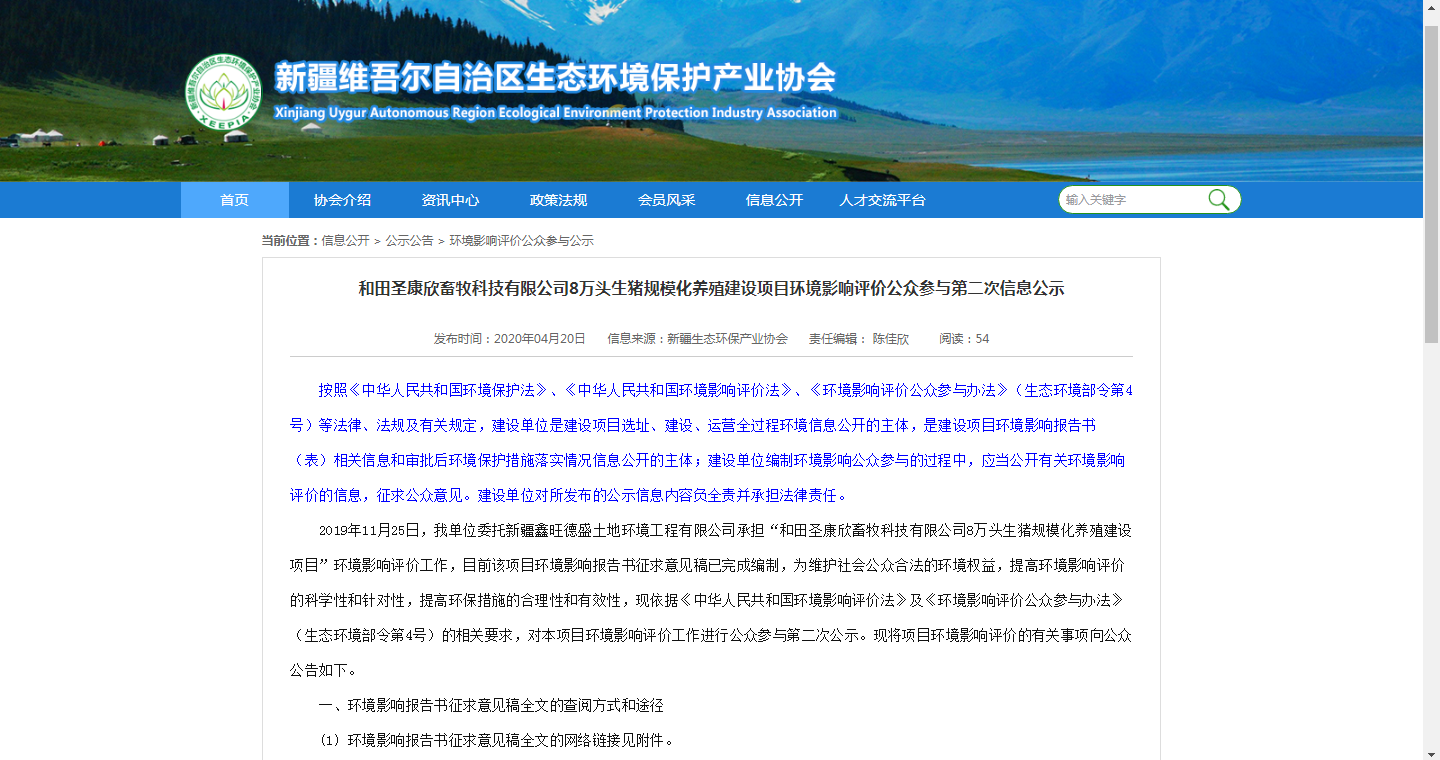 新疆维吾尔自治区生态环境保护产业协会
XEEPIA
新疆维吾尔自治区生态环境保护产业协会
Xinjiang Uygur Autonomous Region Ecological Environment Protection Industry Association
首页 协会介绍 资讯中心 政策法规 会员风采 信息公开 人才交流平台 输入关键字
当前位置：信息公开 > 公示公告 > 环境影响评价公众参与公示
和田圣康欣畜牧科技有限公司8万头生猪规模化养殖建设项目环境影响评价公众参与第二次信息公示
发布时间：2020年04月20日 信息来源：新疆生态环保产业协会 责任编辑： 陈佳欣 阅读：54
按照《中华人民共和国环境保护法》、《中华人民共和国环境影响评价法》、《环境影响评价公众参与办法》（生态环境部令第4
号）等法律、法规及有关规定，建设单位是建设项目选址、建设、运营全过程环境信息公开的主体，是建设项目环境影响报告书
（表）相关信息和审批后环境保护措施落实情况信息公开的主体；建设单位编制环境影响公众参与的过程中，应当公开有关环境影响
评价的信息，征求公众意见。建设单位对所发布的公示信息内容负全责并承担法律责任。
2019年11月25日，我单位委托新疆鑫旺德盛土地环境工程有限公司承担“和田圣康欣畜牧科技有限公司8万头生猪规模化养殖建设
项目”环境影响评价工作，目前该项目环境影响报告书征求意见稿已完成编制，为维护社会公众合法的环境权益，提高环境影响评价
的科学性和针对性，提高环保措施的合理性和有效性，现依据《中华人民共和国环境影响评价法》及《环境影响评价公众参与办法》
（生态环境部令第4号）的相关要求，对本项目环境影响评价工作进行公众参与第二次公示。现将项目环境影响评价的有关事项向公众
公告如下。
一、环境影响报告书征求意见稿全文的查阅方式和途径
(1) 环境影响报告书征求意见稿全文的网络链接见附件。